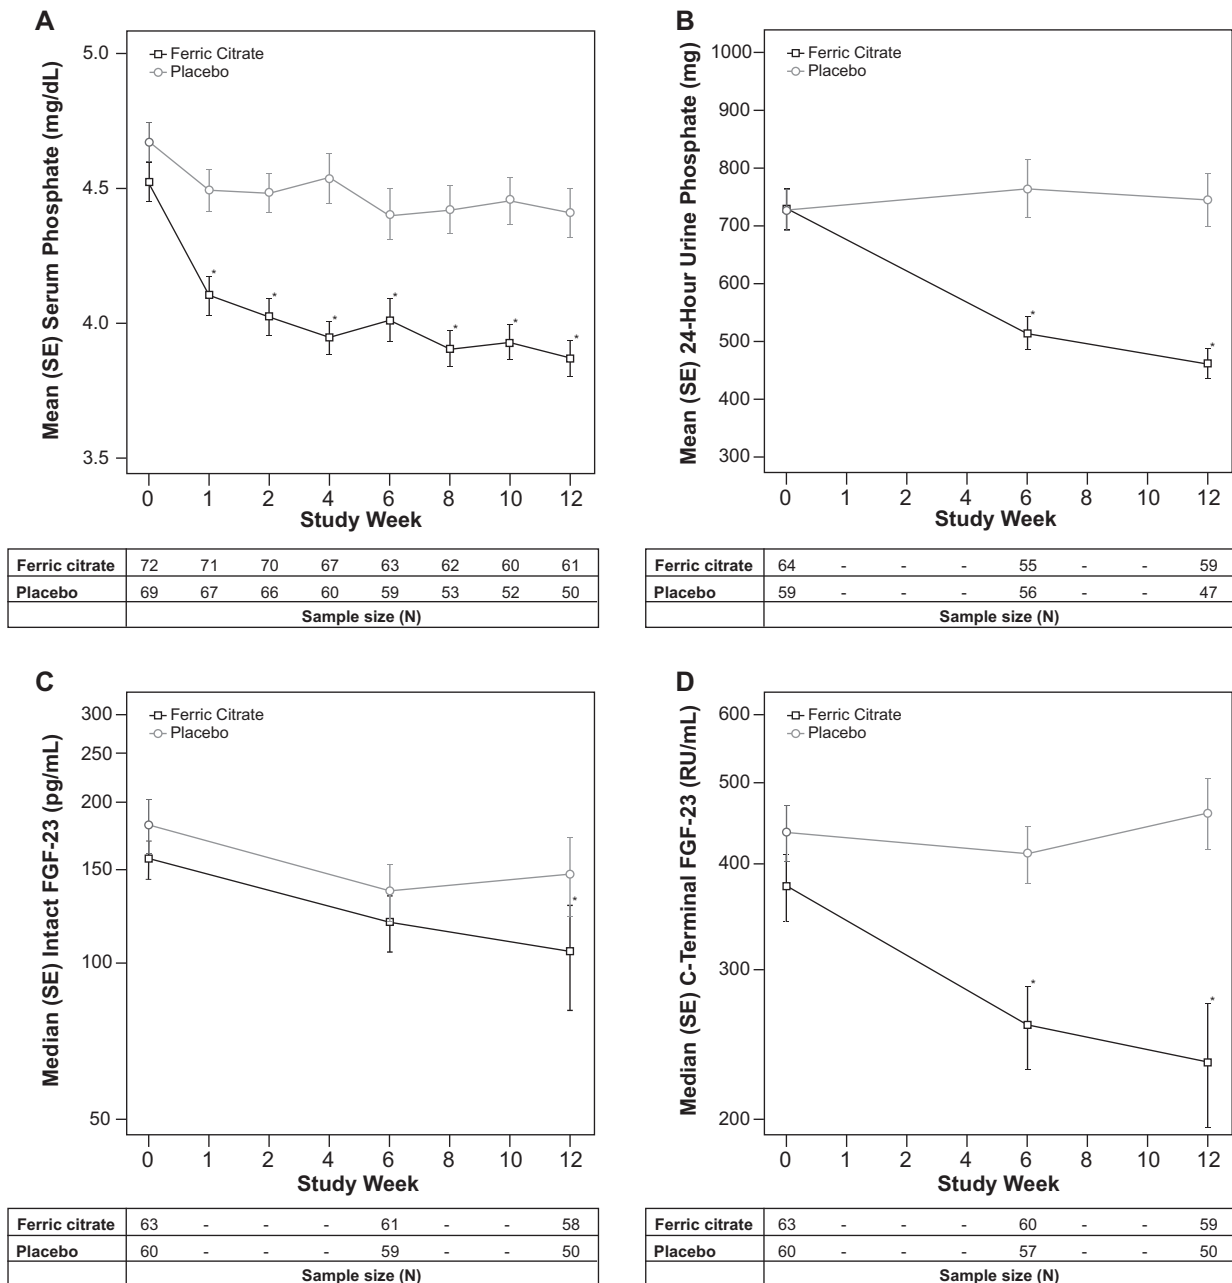 A
Mean (SE) Serum Phosphate (mg/dL)
Ferric Citrate
Placebo
5.0
4.5
4.0
3.5
* * * * * * *
0 1 2 4 6 8 10 12
Study Week
Ferric citrate 72 71 70 67 63 62 60 61
Placebo 69 67 66 60 59 53 52 50
Sample size (N)
B
Mean (SE) 24-Hour Urine Phosphate (mg)
Ferric Citrate
Placebo
1000
900
800
700
600
500
400
300
* *
0 1 2 4 6 8 10 12
Study Week
Ferric citrate 64 - - - 55 - - 59
Placebo 59 - - - 56 - - 47
Sample size (N)
C
Median (SE) Intact FGF-23 (pg/mL)
Ferric Citrate
Placebo
300
250
200
150
100
50
*
0 1 2 4 6 8 10 12
Study Week
Ferric citrate 63 - - - 61 - - 58
Placebo 60 - - - 59 - - 50
Sample size (N)
D
Median (SE) C-Terminal FGF-23 (RU/mL)
Ferric Citrate
Placebo
600
500
400
300
200
* *
0 1 2 4 6 8 10 12
Study Week
Ferric citrate 63 - - - 60 - - 59
Placebo 60 - - - 57 - - 50
Sample size (N)